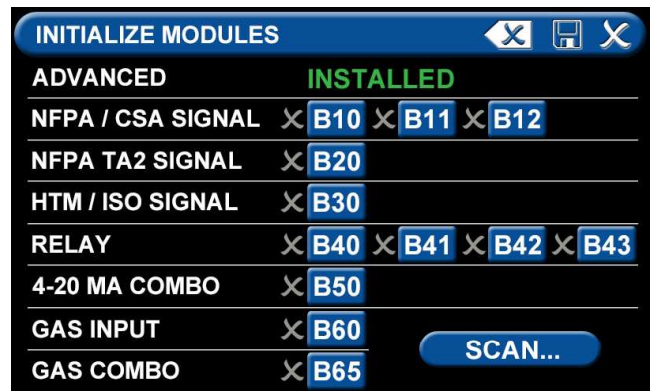 INITIALIZE MODULES
ADVANCED INSTALLED
NFPA / CSA SIGNAL B10 B11 B12
NFPA TA2 SIGNAL B20
HTM / ISO SIGNAL B30
RELAY B40 B41 B42 B43
4-20 MA COMBO B50
GAS INPUT B60
SCAN...
GAS COMBO B65